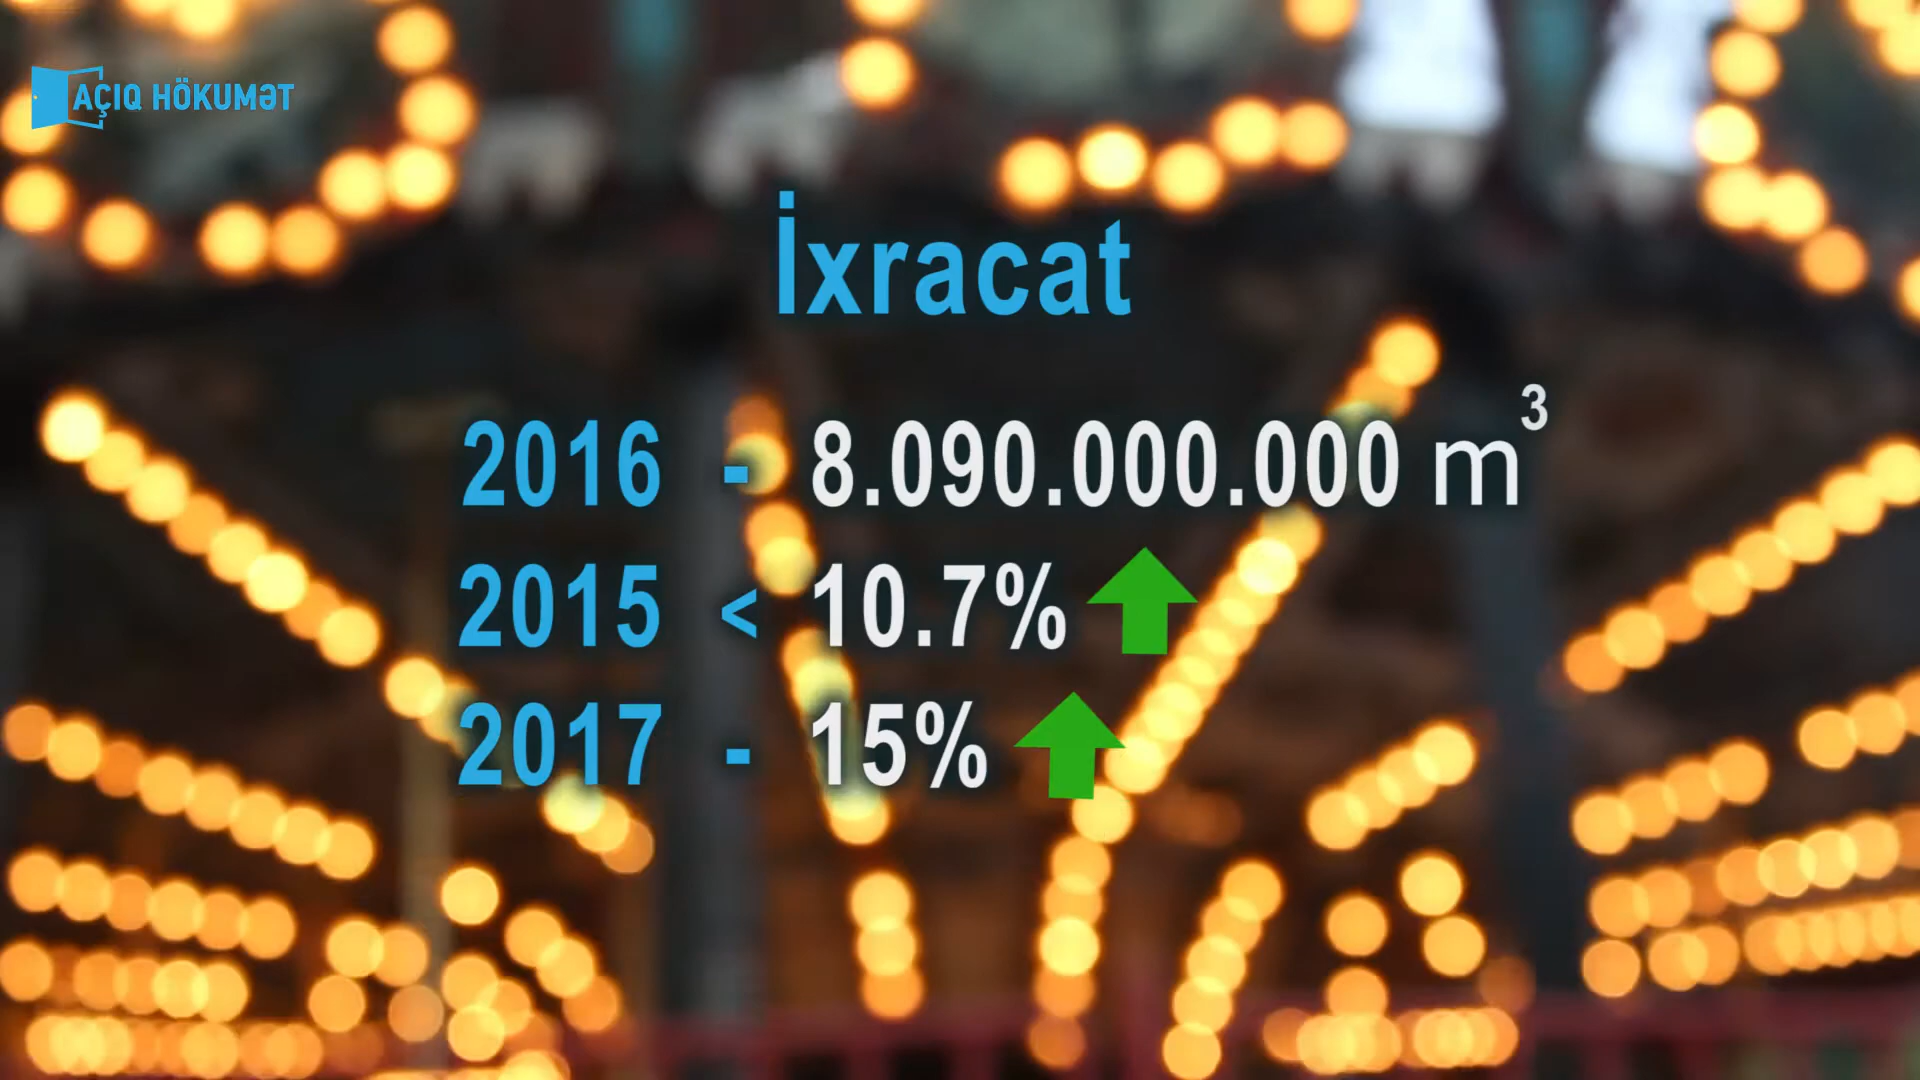 AÇIQ HÖKUMƏT
İxracat
2016 - 8.090.000.000 m³
2015 < 10.7%
2017 - 15%